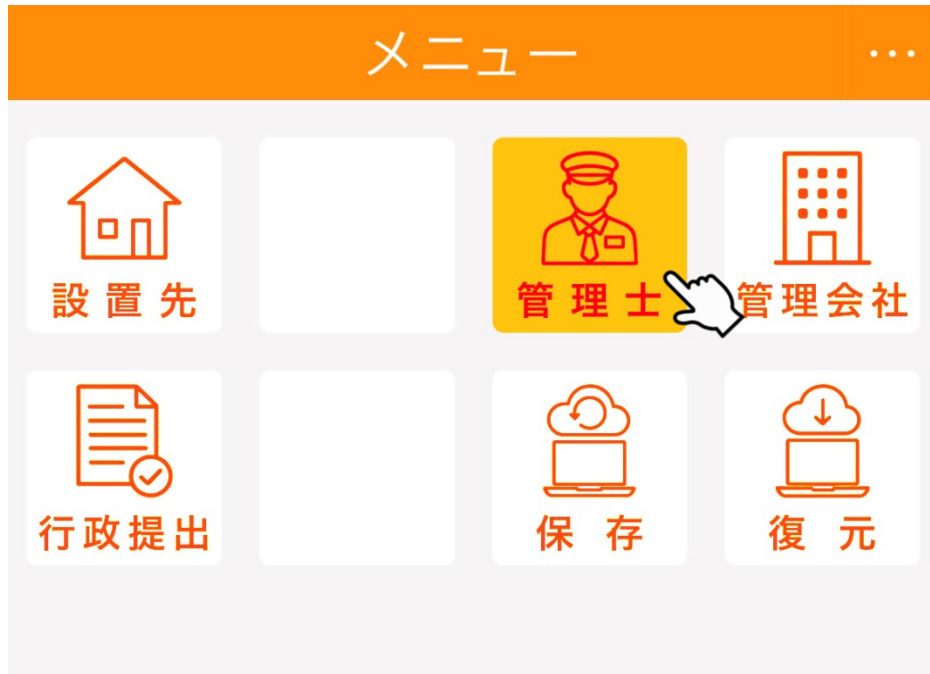 メニュー ...
設置先
管理士
管理会社
行政提出
保存
復元